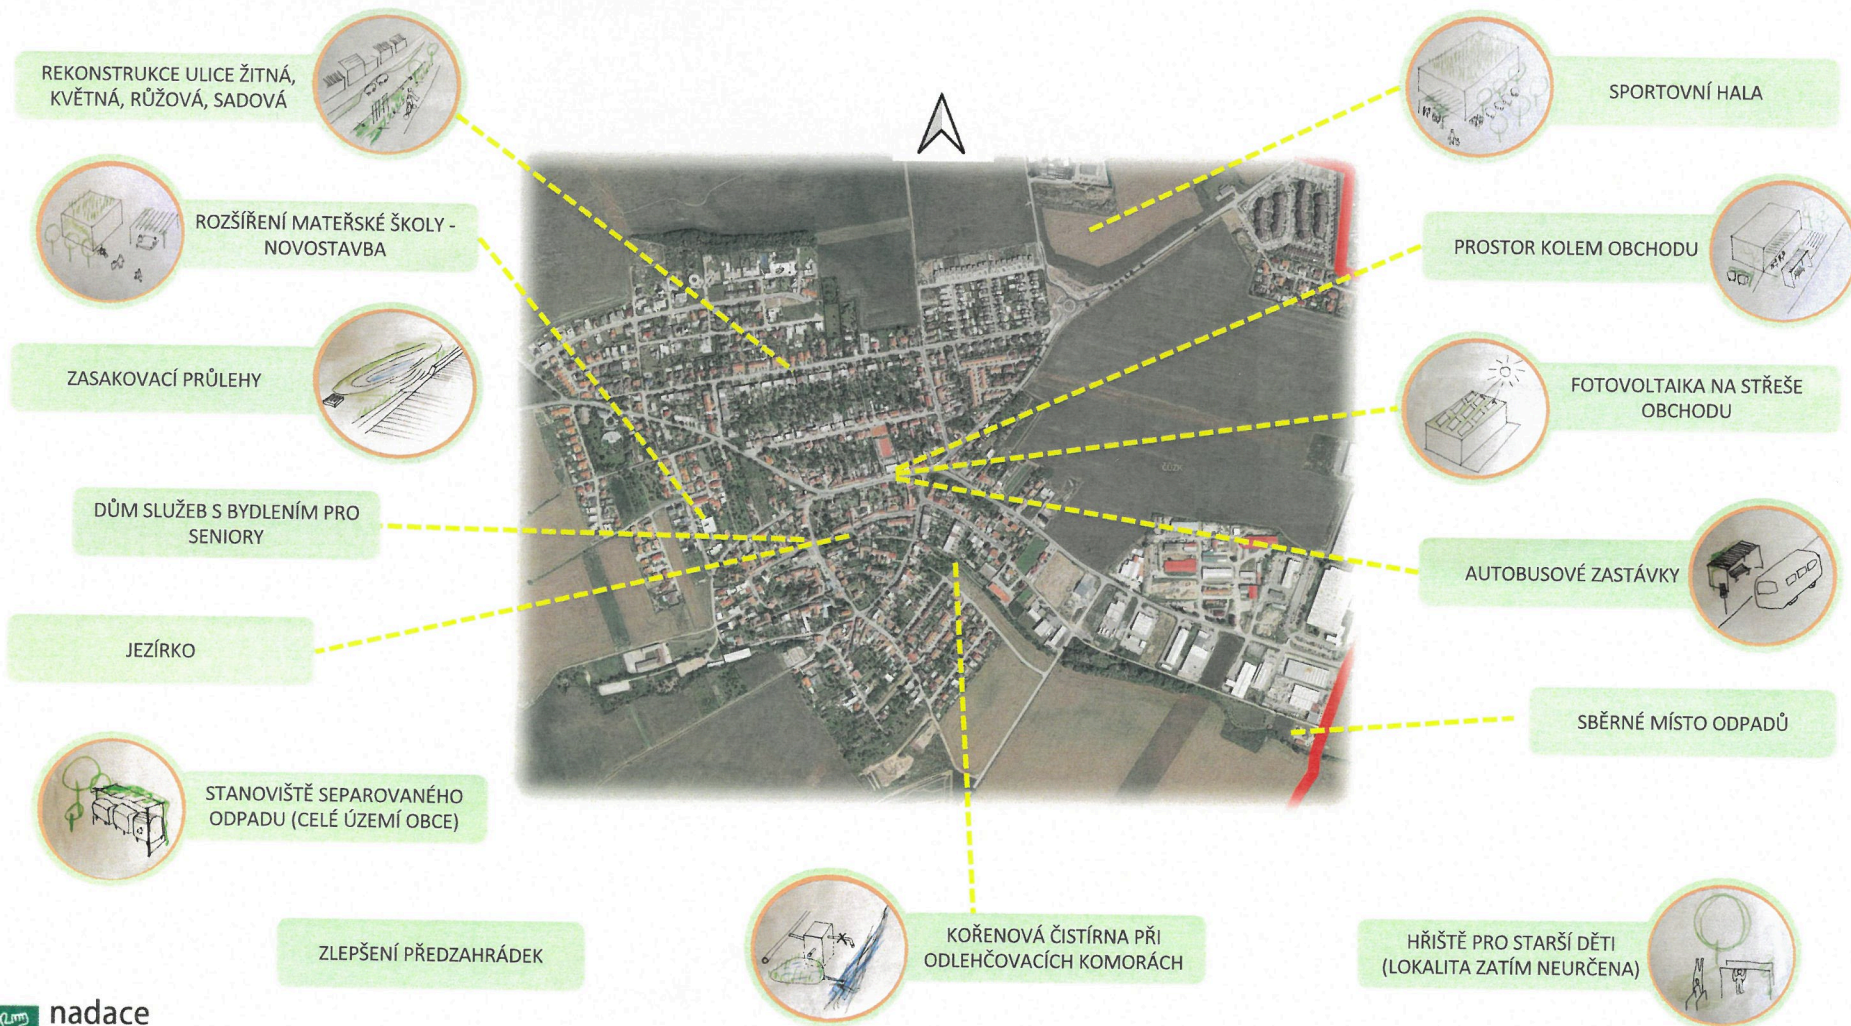 REKONSTRUKCE ULICE ŽITNÁ,
KVĚTNÁ, RŮŽOVÁ, SADOVÁ
ROZŠÍŘENÍ MATEŘSKÉ ŠKOLY -
NOVOSTAVBA
ZASAKOVACÍ PRŮLEHY
DŮM SLUŽEB S BYDLENÍM PRO
SENIORY
JEZÍRKO
STANOVIŠTĚ SEPAROVANÉHO
ODPADU (CELÉ ÚZEMÍ OBCE)
ZLEPŠENÍ PŘEDZAHRÁDEK
KOŘENOVÁ ČISTÍRNA PŘI
ODLEHČOVACÍCH KOMORÁCH
SPORTOVNÍ HALA
PROSTOR KOLEM OBCHODU
FOTOVOLTAIKA NA STŘEŠE
OBCHODU
ČÚZK
AUTOBUSOVÉ ZASTÁVKY
SBĚRNÉ MÍSTO ODPADŮ
HŘIŠTĚ PRO STARŠÍ DĚTI
(LOKALITA ZATÍM NEURČENA)
nadace